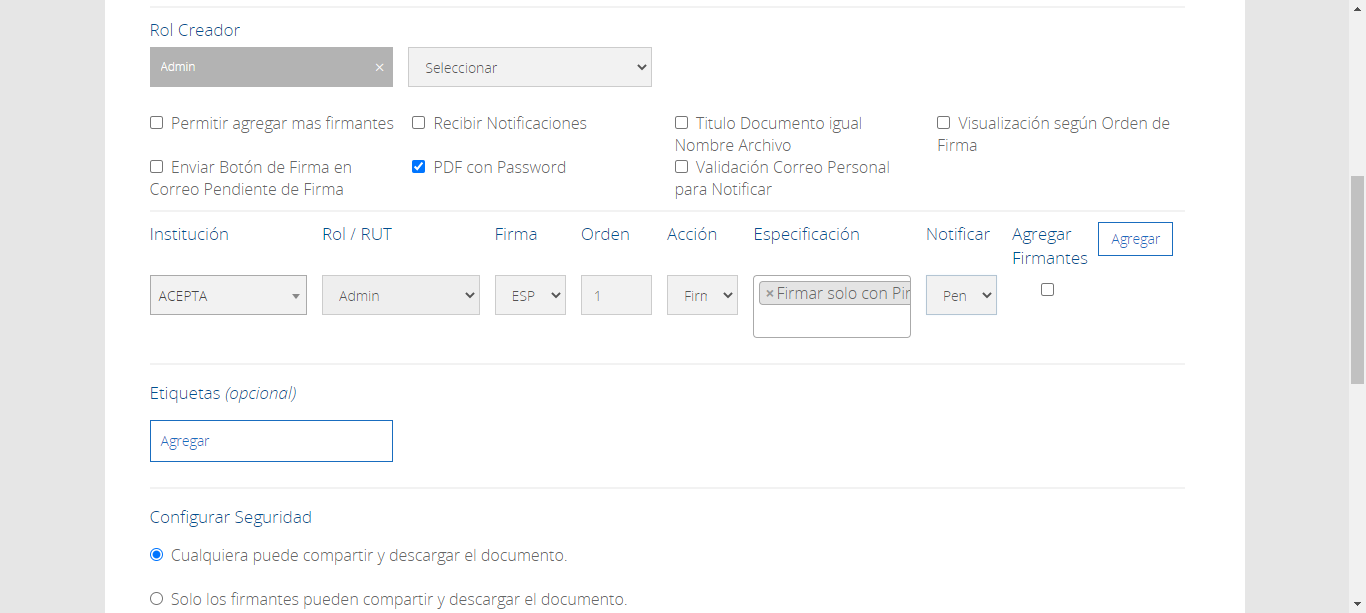 Rol Creador
Admin ×
Seleccionar
Permitir agregar mas firmantes
Recibir Notificaciones
Titulo Documento igual
Nombre Archivo
Visualización según Orden de
Firma
Enviar Botón de Firma en
Correo Pendiente de Firma
PDF con Password
Validación Correo Personal
para Notificar
Institución
Rol / RUT
Firma
Orden
Acción
Especificación
Notificar
Agregar
Firmantes
Agregar
ACEPTA
Admin
ESP
1
Firn
×Firmar solo con Pin
Pen
Etiquetas (opcional)
Agregar
Configurar Seguridad
Cualquiera puede compartir y descargar el documento.
Solo los firmantes pueden compartir y descargar el documento.